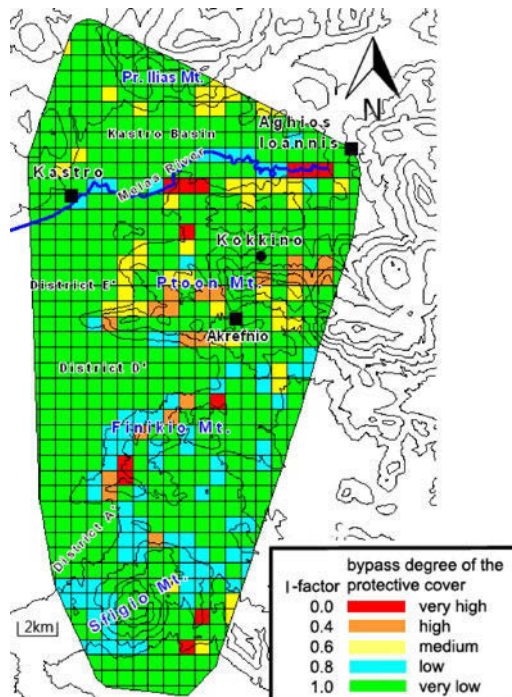 Pr. Ilias Mt.
Kastro Basin
Aghios
Ioannis
N
Melas River
Kastro
Kokkino
District E'
Ptoon Mt.
Akrefnio
District D'
Finikio Mt.
District A'
Sfigio Mt.
2km
I-factor
bypass degree of the
protective cover
0.0 very high
0.4 high
0.6 medium
0.8 low
1.0 very low